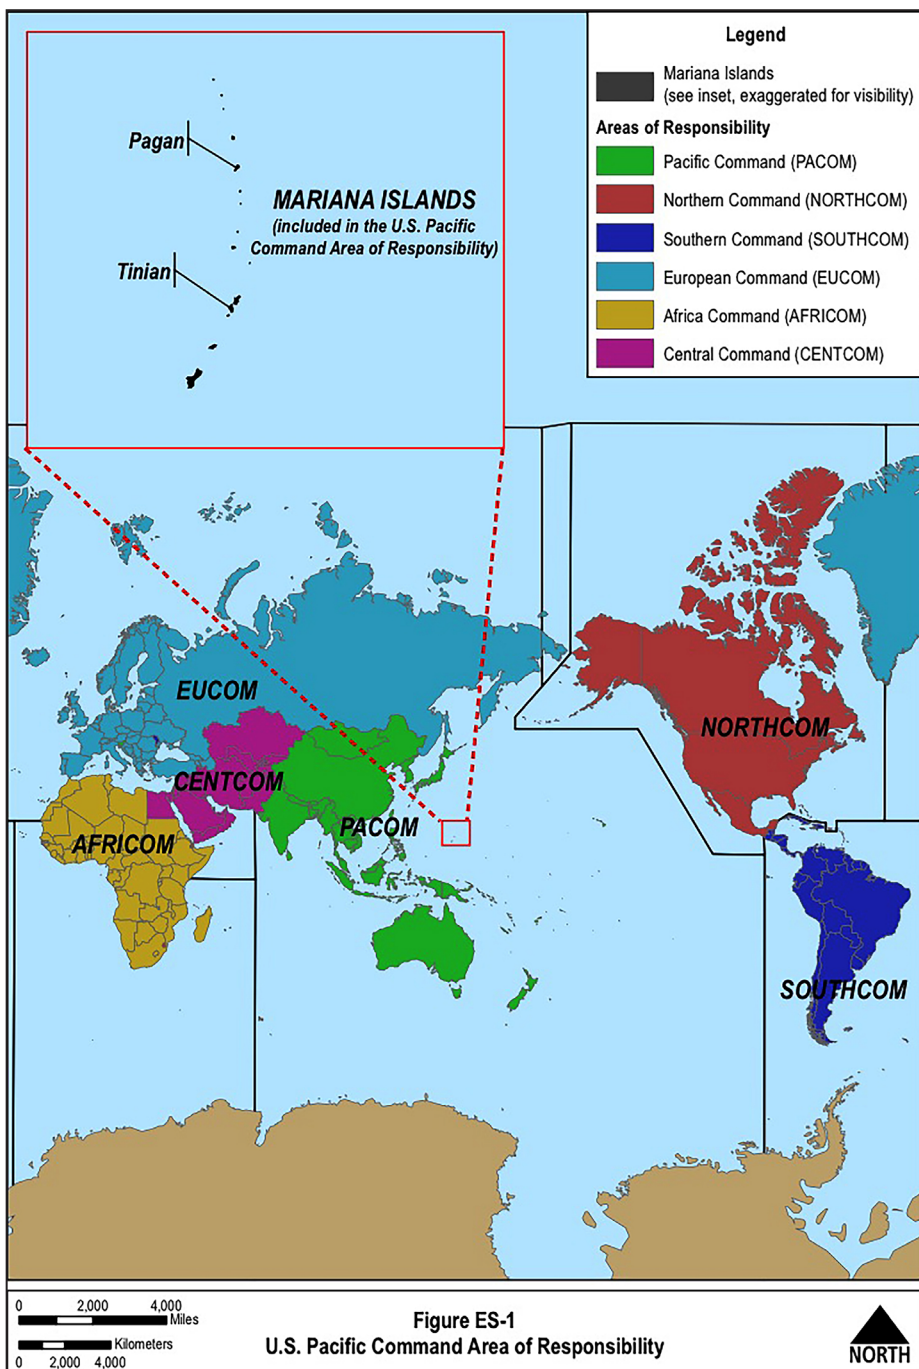 Pagan
MARIANA ISLANDS
(included in the U.S. Pacific
Command Area of Responsibility)
Tinian
Legend
Mariana Islands
(see inset, exaggerated for visibility)
Areas of Responsibility
Pacific Command (PACOM)
Northern Command (NORTHCOM)
Southern Command (SOUTHCOM)
European Command (EUCOM)
Africa Command (AFRICOM)
Central Command (CENTCOM)
EUCOM
NORTHCOM
CENTCOM
PACOM
AFRICOM
SOUTHCOM
0 2,000 4,000
Miles
Kilometers
0 2,000 4,000
Figure ES-1
U.S. Pacific Command Area of Responsibility
NORTH